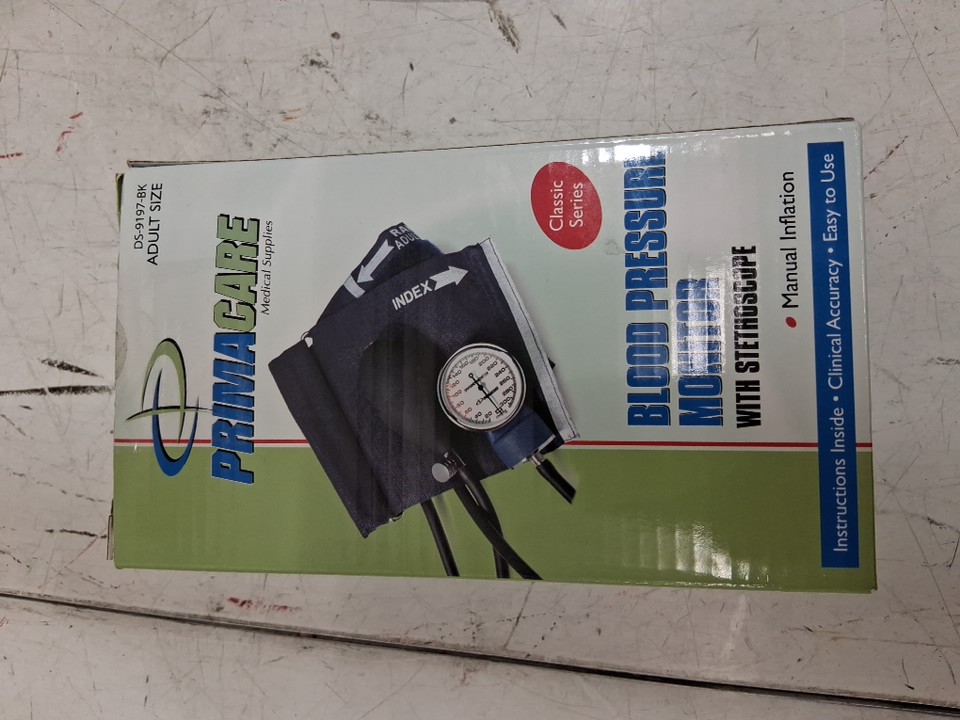 DS-9197-BK
ADULT SIZE
PRIMACARE
Medical Supplies
INDEX
Classic
Series
BLOOD PRESSURE
MONITOR
WITH STETHOSCOPE
• Manual Inflation
Instructions Inside • Clinical Accuracy • Easy to Use